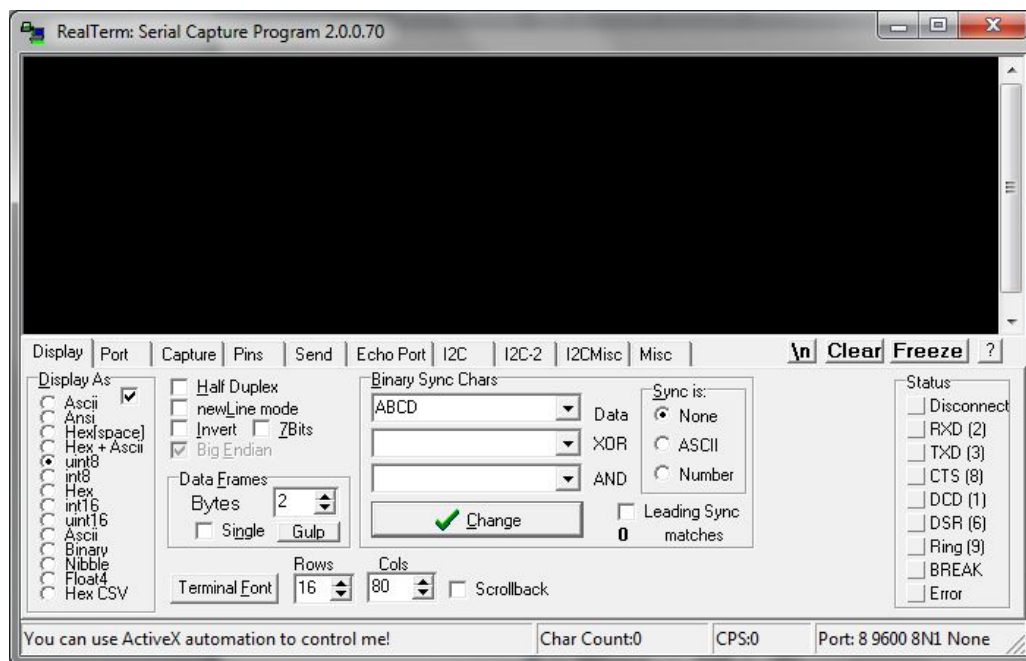 RealTerm: Serial Capture Program 2.0.0.70
Display Port Capture Pins Send Echo Port I2C I2C-2 I2CMisc Misc \n Clear Freeze ?
Display As
Ascii
Ansi
Hex[space]
Hex + Ascii
uint8
int8
Hex
int16
uint16
Ascii
Binary
Nibble
Float4
Hex CSV
Half Duplex
newLine mode
Invert 7Bits
Big Endian
Data Frames
Bytes 2
Single Gulp
Binary Sync Chars
ABCD Data
XOR
AND
Change
Sync is:
None
ASCII
Number
Leading Sync
0 matches
Terminal Font
Rows
16
Cols
80
Scrollback
Status
Disconnect
RXD (2)
TXD (3)
CTS (8)
DCD (1)
DSR (6)
Ring (9)
BREAK
Error
You can use ActiveX automation to control me! Char Count:0 CPS:0 Port: 8 9600 8N1 None